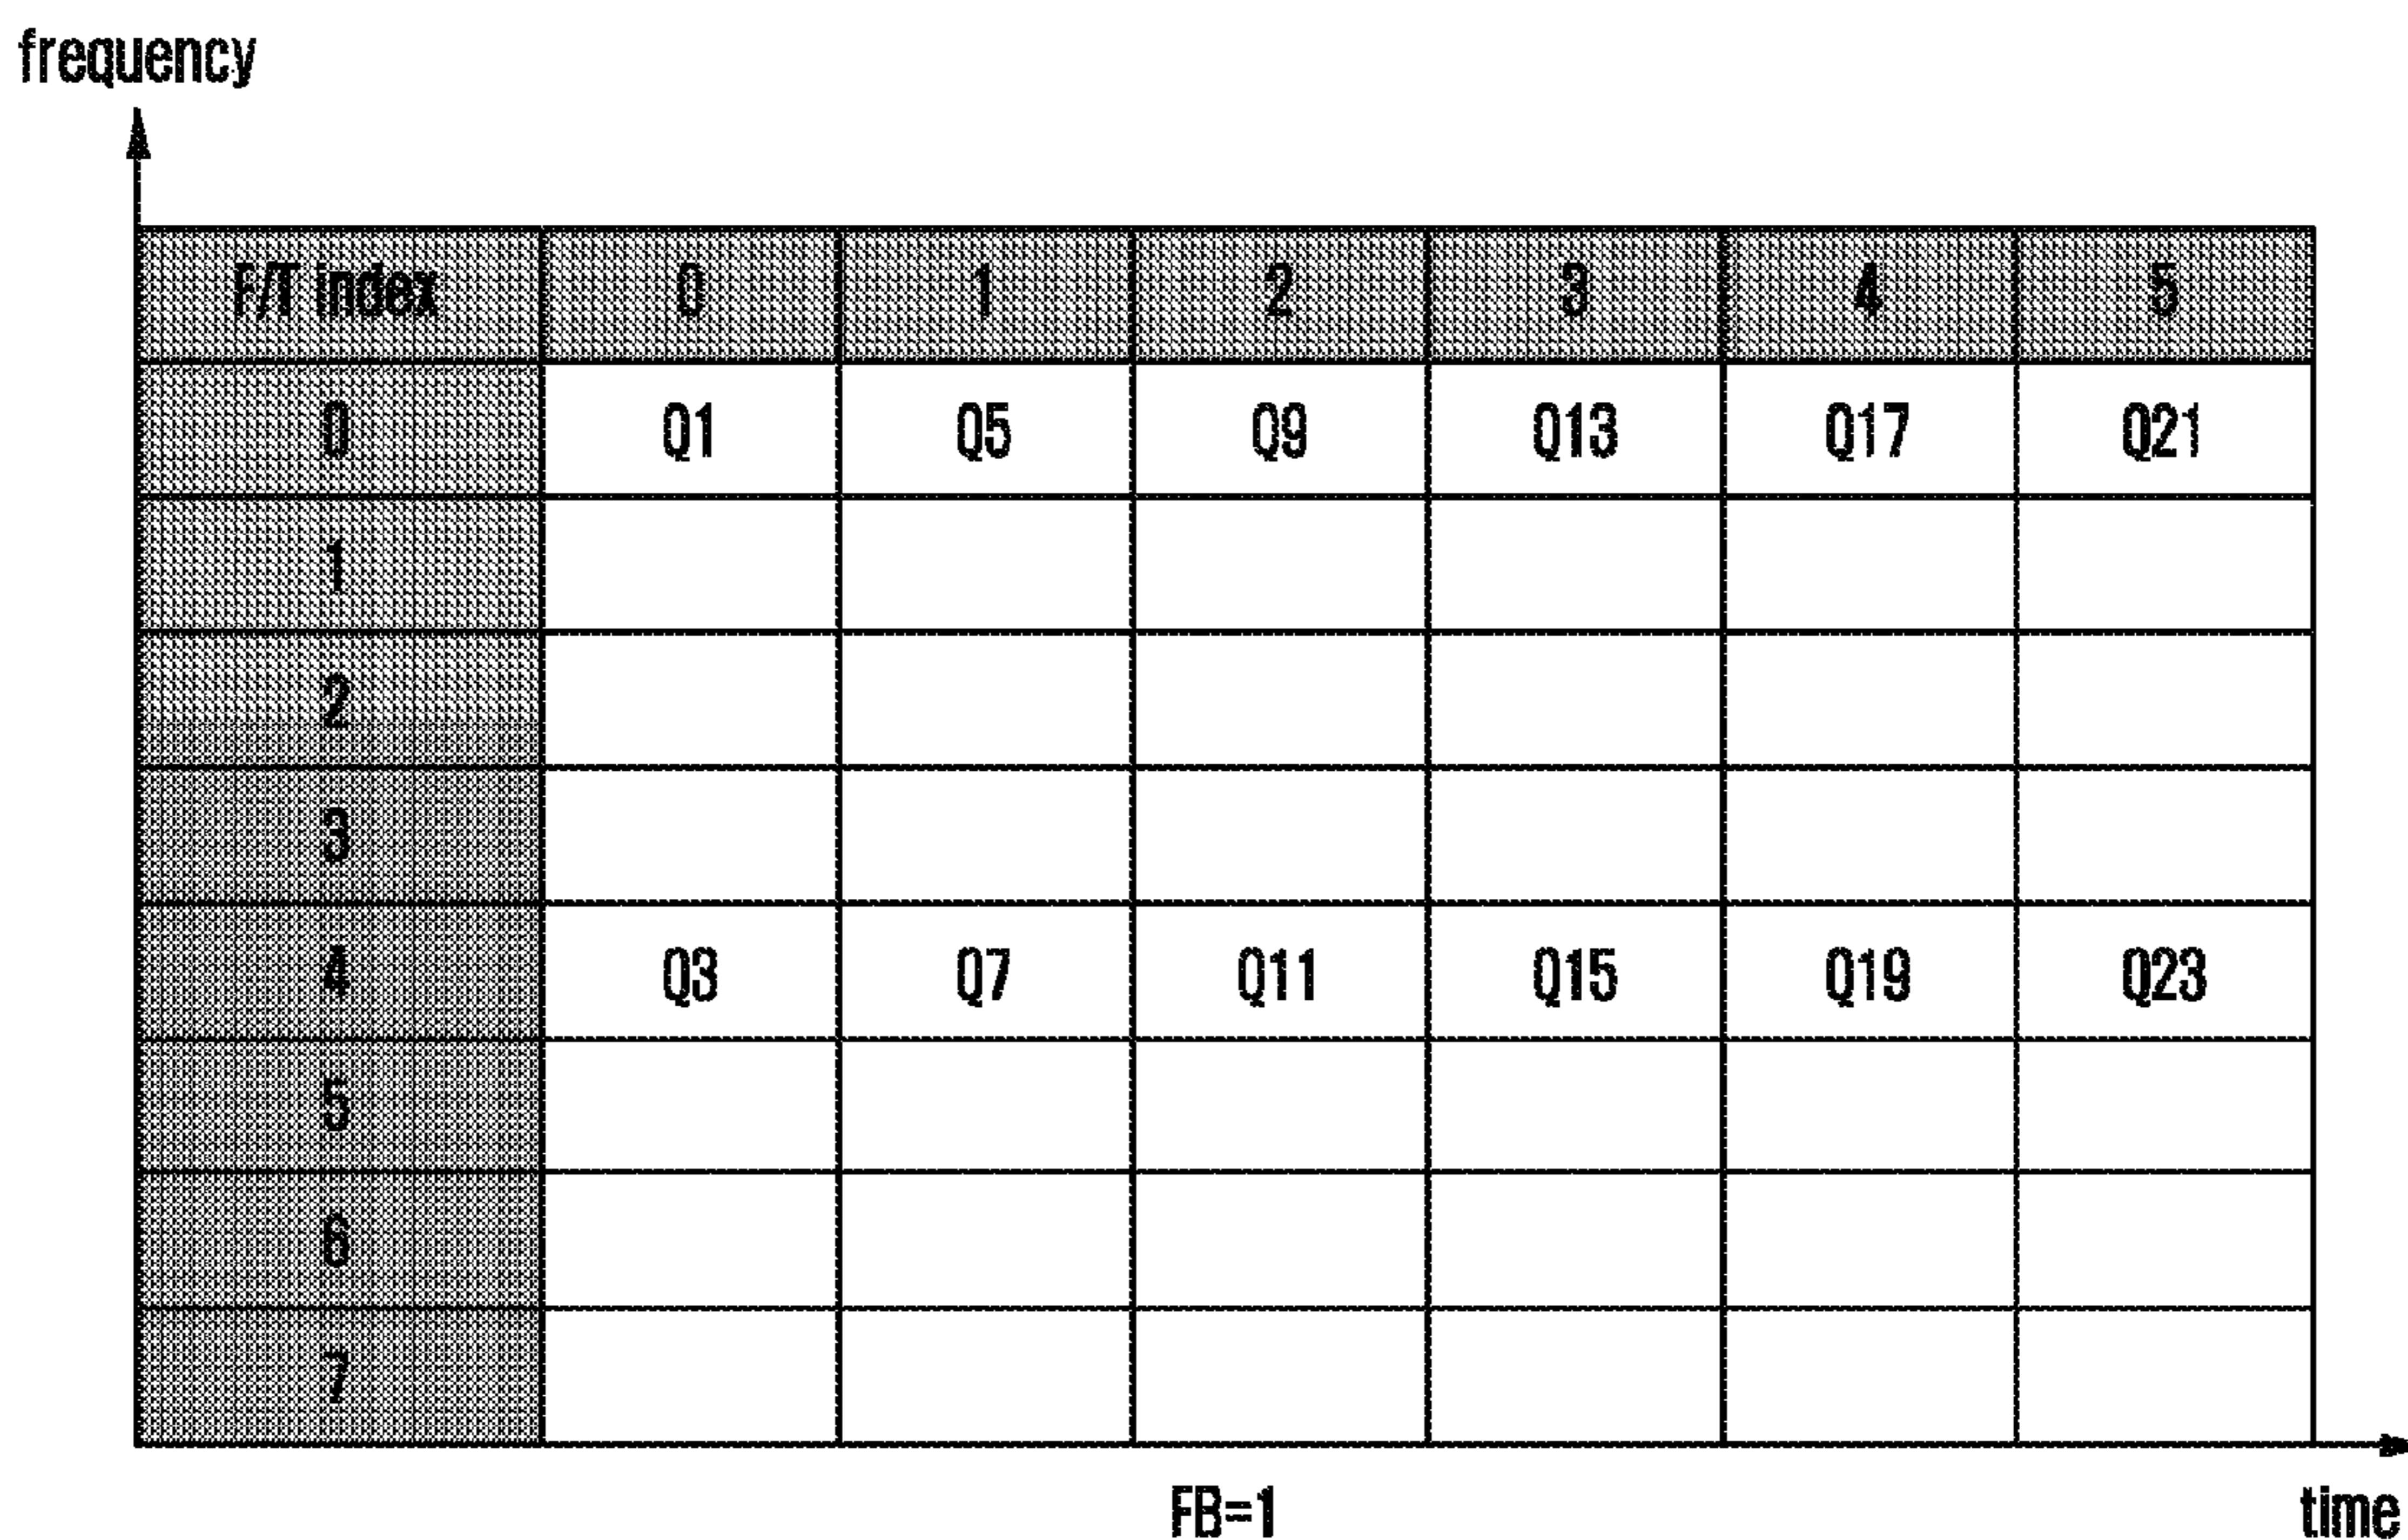 frequency
F/T index 0 1 2 3 4 5
0 Q1 Q5 Q9 Q13 Q17 Q21
1
2
3
4 Q3 Q7 Q11 Q15 Q19 Q23
5
6
7
FB=1 time